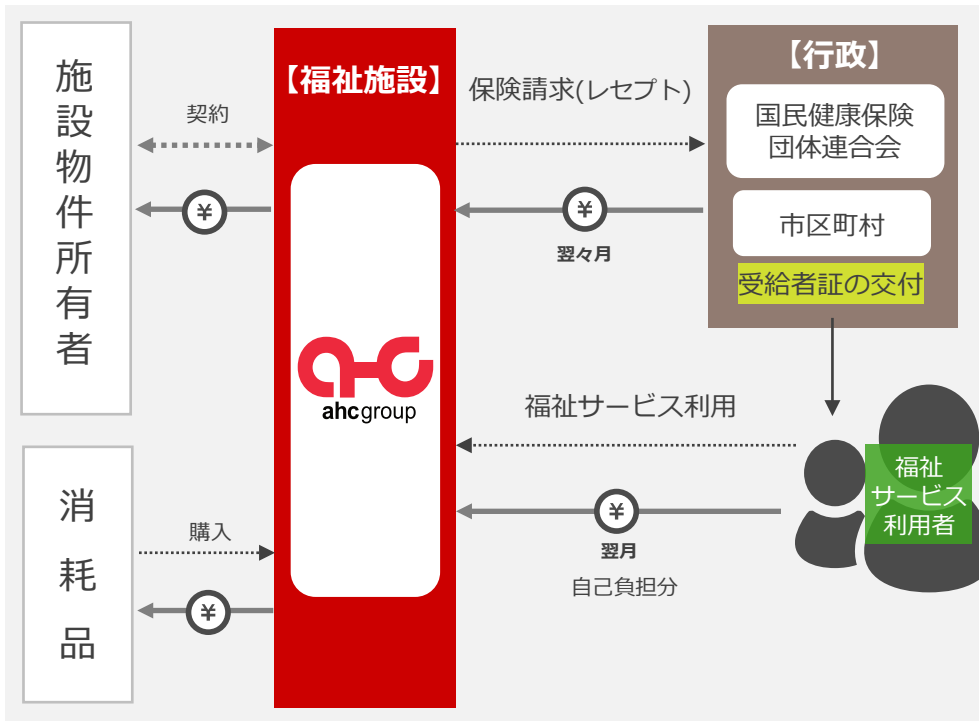 施設物件所有者
契約
¥
消耗品
購入
¥
【福祉施設】
ahcgroup
保険請求(レセプト)
¥
翌々月
福祉サービス利用
¥
翌月
自己負担分
【行政】
国民健康保険
団体連合会
市区町村
受給者証の交付
福祉
サービス
利用者